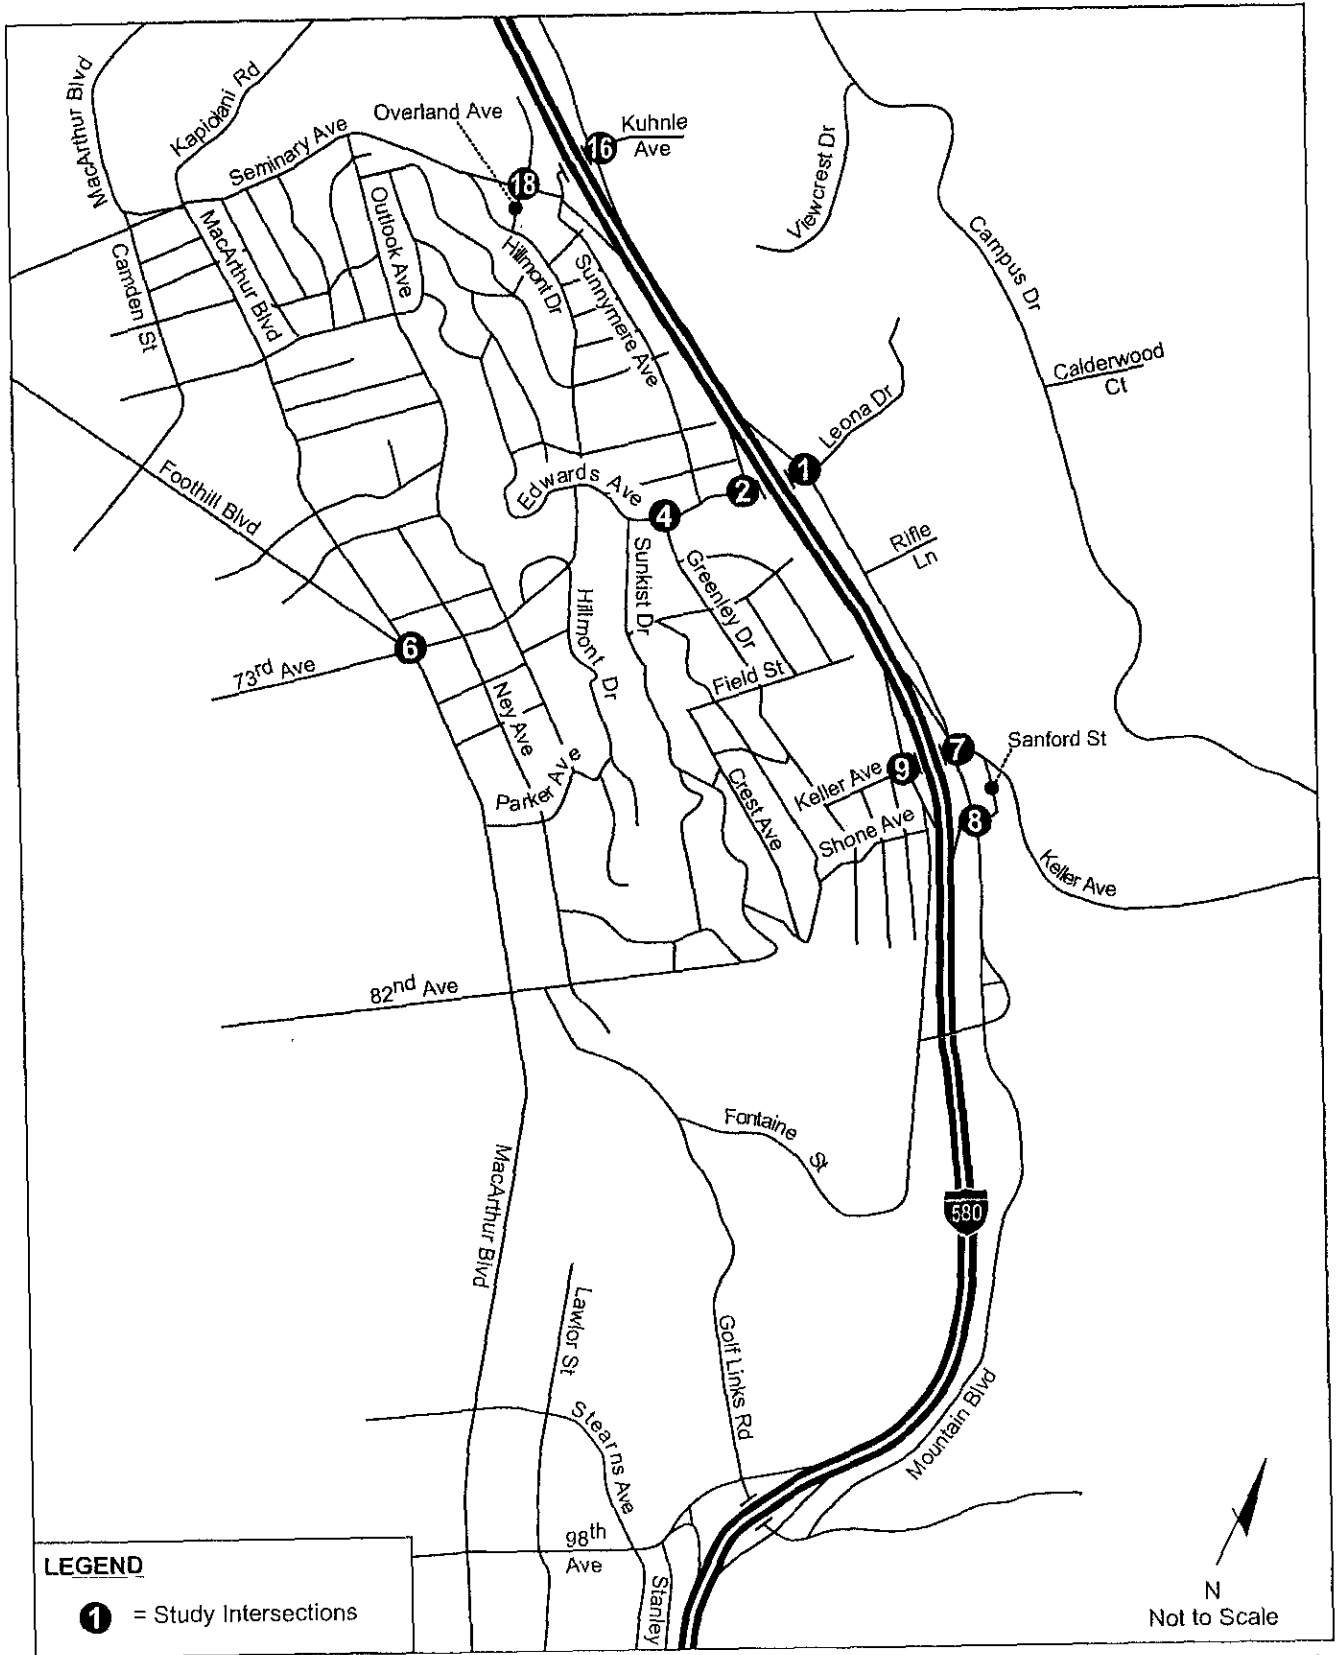 MacArthur Blvd
Kapiolani Rd
Seminary Ave
Overland Ave
16
Kuhnle
Ave
18
Viewcrest Dr
Campus Dr
Outlook Ave
MacArthur Blvd
Camden St
Hillmont Dr
Sunnymere Ave
Calderwood
Ct
Leona Dr
1
2
Foothill Blvd
Edwards Ave
4
Rifle
Ln
Sunkist Dr
Greenley Dr
Hillmont Dr
6
73rd Ave
Field St
Ney Ave
7
Sanford St
9
Parker Ave
Crest Ave
Keller Ave
Shone Ave
8
Keller Ave
82nd Ave
Fontaine St
MacArthur Blvd
580
Lawlor St
Golf Links Rd
Stearns Ave
Mountain Blvd
98th
Ave
Stanley
LEGEND
1 = Study Intersections
N
Not to Scale